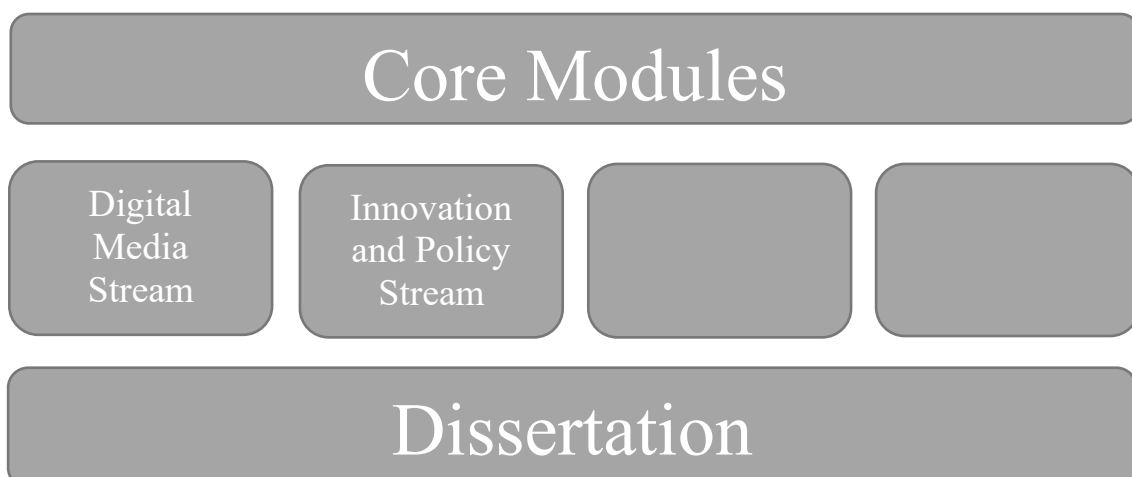 Core Modules
Digital
Media
Stream
Innovation
and Policy
Stream
Dissertation